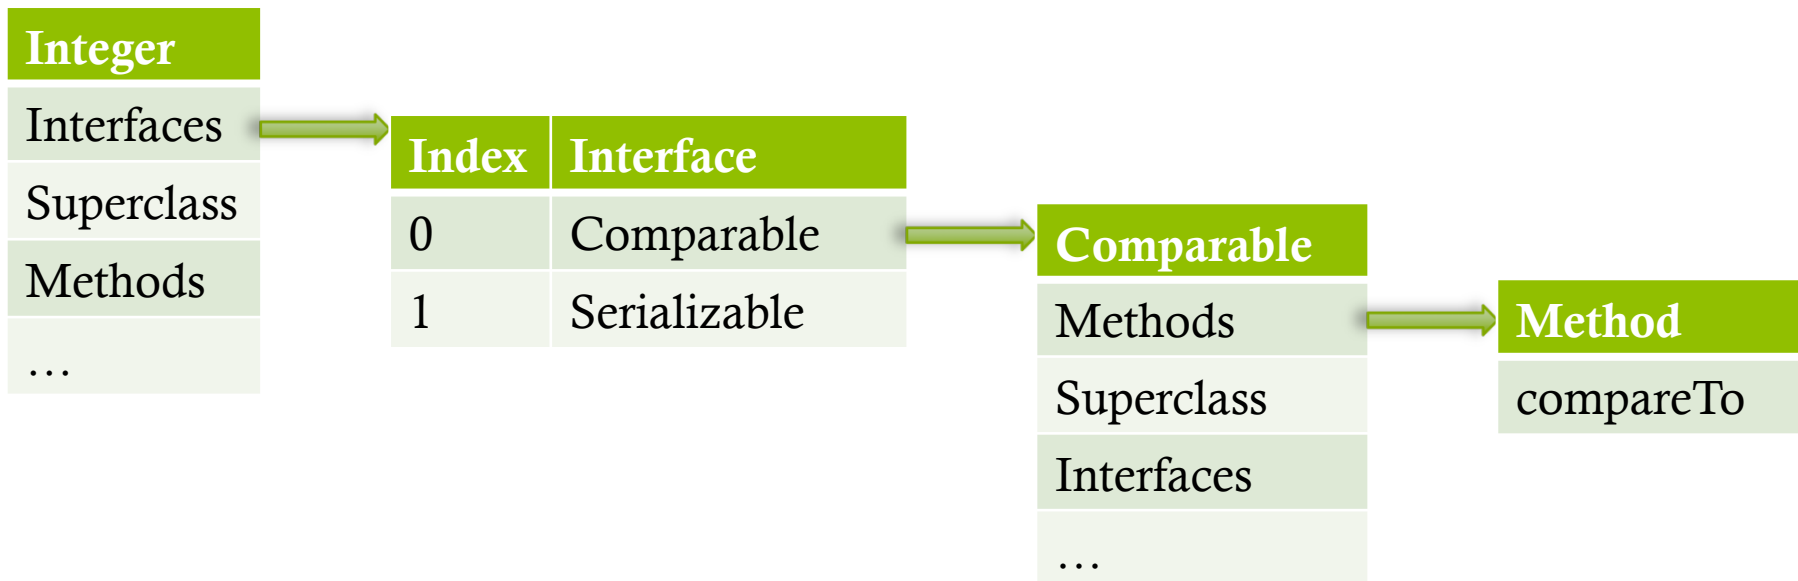 Integer
Interfaces
Superclass
Methods
…
Index Interface
0 Comparable
1 Serializable
Comparable
Methods
Superclass
Interfaces
…
Method
compareTo